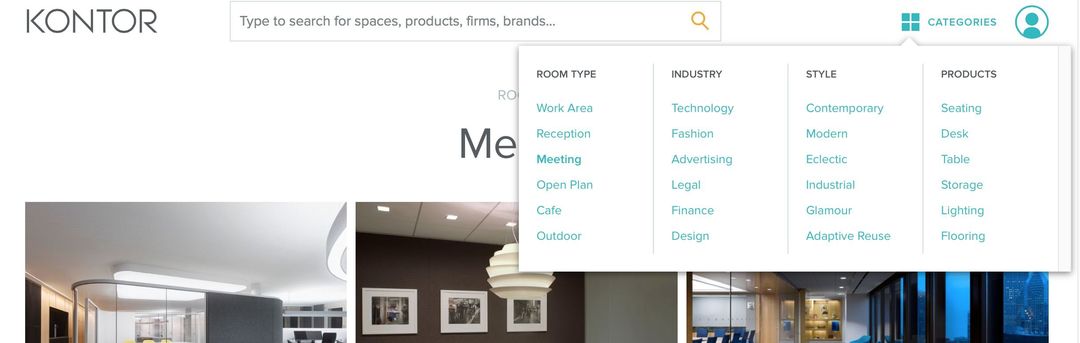 KONTOR
Type to search for spaces, products, firms, brands...
CATEGORIES
ROOM TYPE
Work Area
Reception
Meeting
Open Plan
Cafe
Outdoor
INDUSTRY
Technology
Fashion
Advertising
Legal
Finance
Design
STYLE
Contemporary
Modern
Eclectic
Industrial
Glamour
Adaptive Reuse
PRODUCTS
Seating
Desk
Table
Storage
Lighting
Flooring